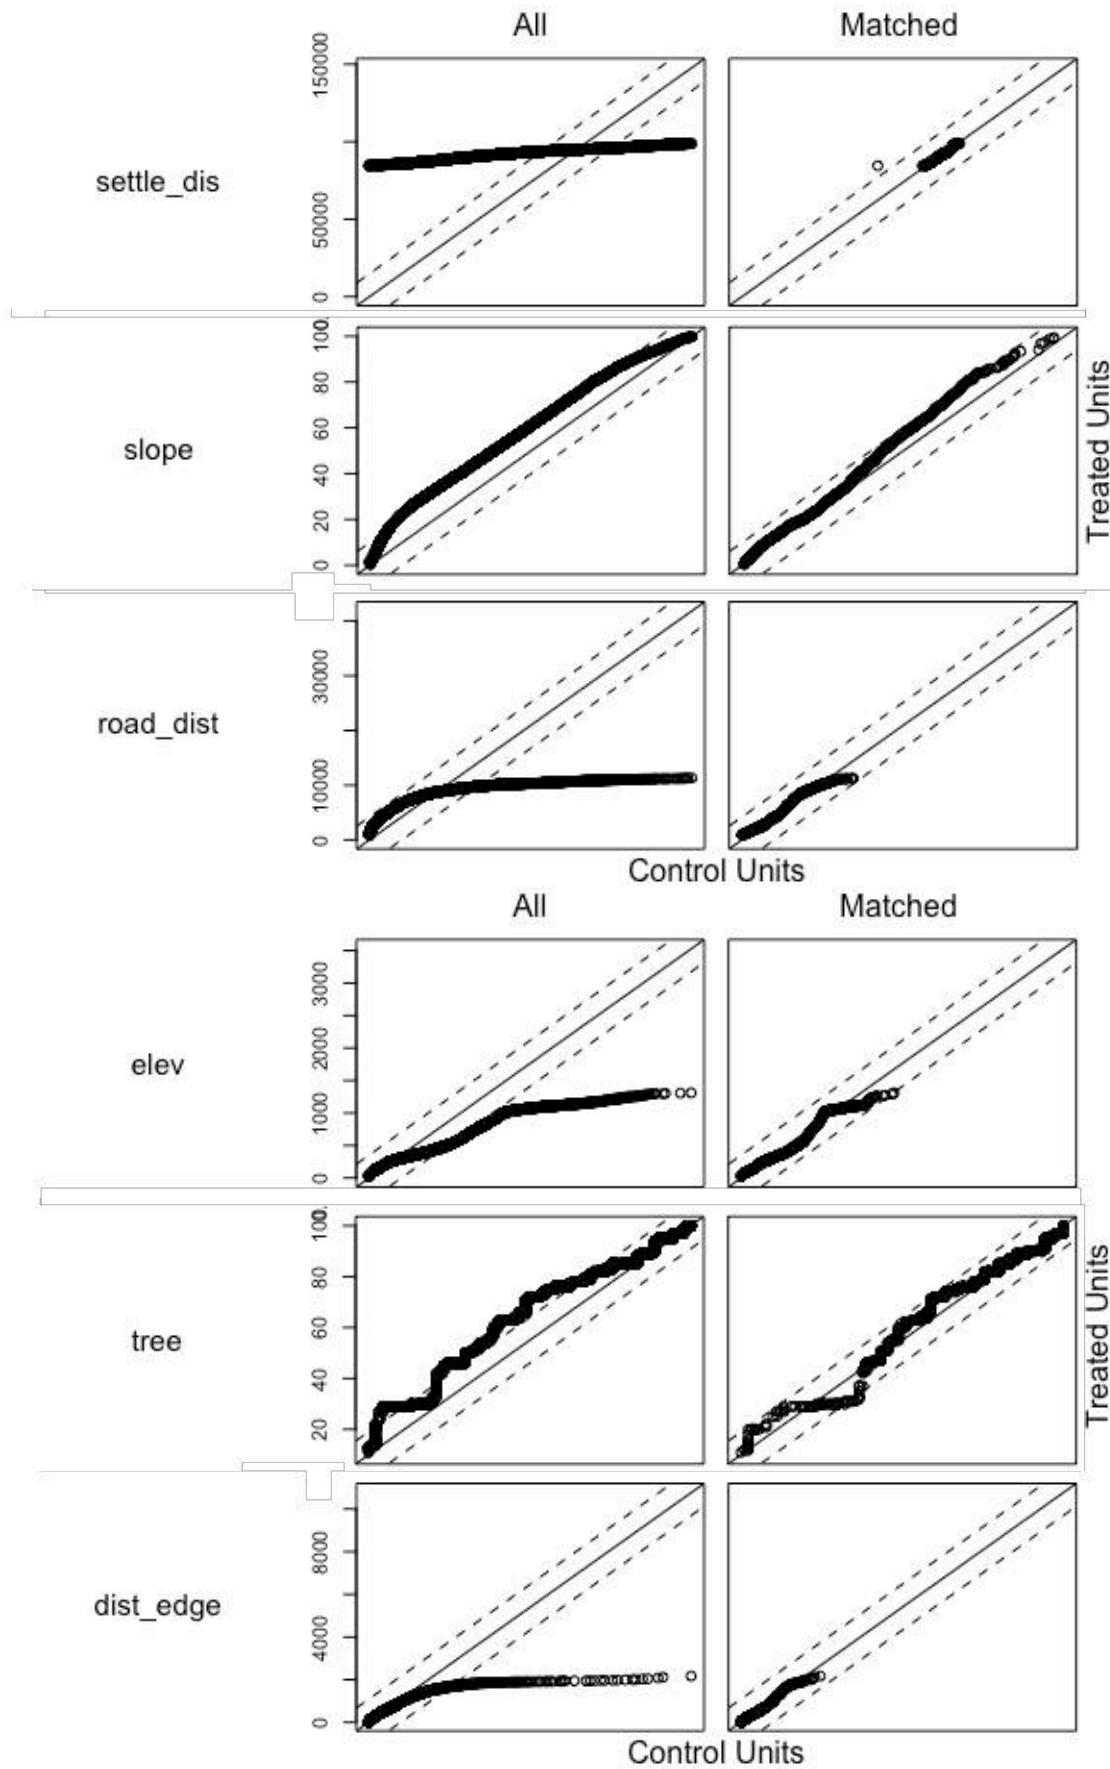 All Matched
settle_dis
150000
50000
0
slope
100
80
60
40
20
0
Treated Units
road_dist
30000
10000
0
Control Units
All Matched
elev
3000
2000
1000
0
tree
100
80
60
40
20
Treated Units
dist_edge
8000
4000
0
Control Units